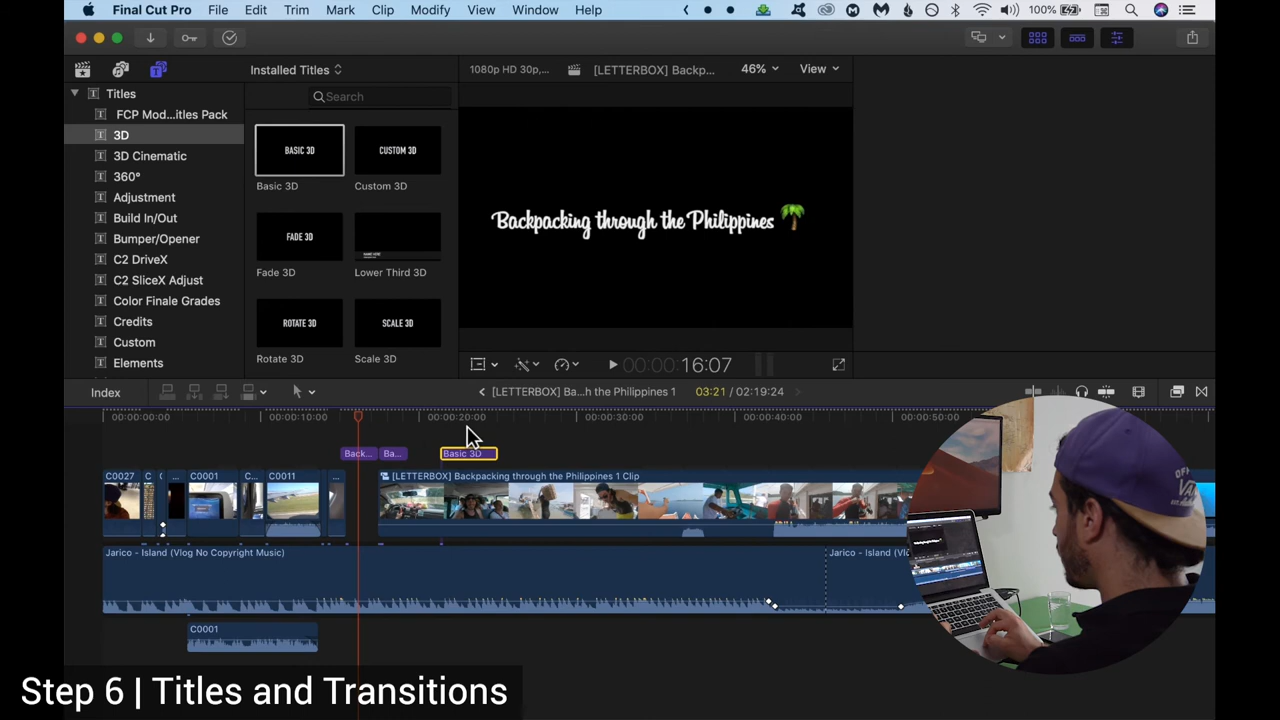 Final Cut Pro File Edit Trim Mark Clip Modify View Window Help 100%
Installed Titles 1080p HD 30p,... [LETTERBOX] Backp... 46% View
Titles
Search
FCP Mod...itles Pack
3D
3D Cinematic
360°
Adjustment
Build In/Out
Bumper/Opener
C2 DriveX
C2 SliceX Adjust
Color Finale Grades
Credits
Custom
Elements
BASIC 3D
Basic 3D
CUSTOM 3D
Custom 3D
FADE 3D
Fade 3D
Lower Third 3D
ROTATE 3D
Rotate 3D
SCALE 3D
Scale 3D
Backpacking through the Philippines 🌴
00:00:16:07
Index [LETTERBOX] Ba...h the Philippines 1 03:21 / 02:19:24
00:00:00:00 00:00:10:00 00:00:20:00 00:00:30:00 00:00:40:00 00:00:50:00
Back... Ba... Basic 3D
C0027 C C ... C0001 C... C0011 ... [LETTERBOX] Backpacking through the Philippines 1 Clip
Jarico - Island (Vlog No Copyright Music) Jarico - Island (Vl
C0001
OFF
VANS
Step 6 | Titles and Transitions